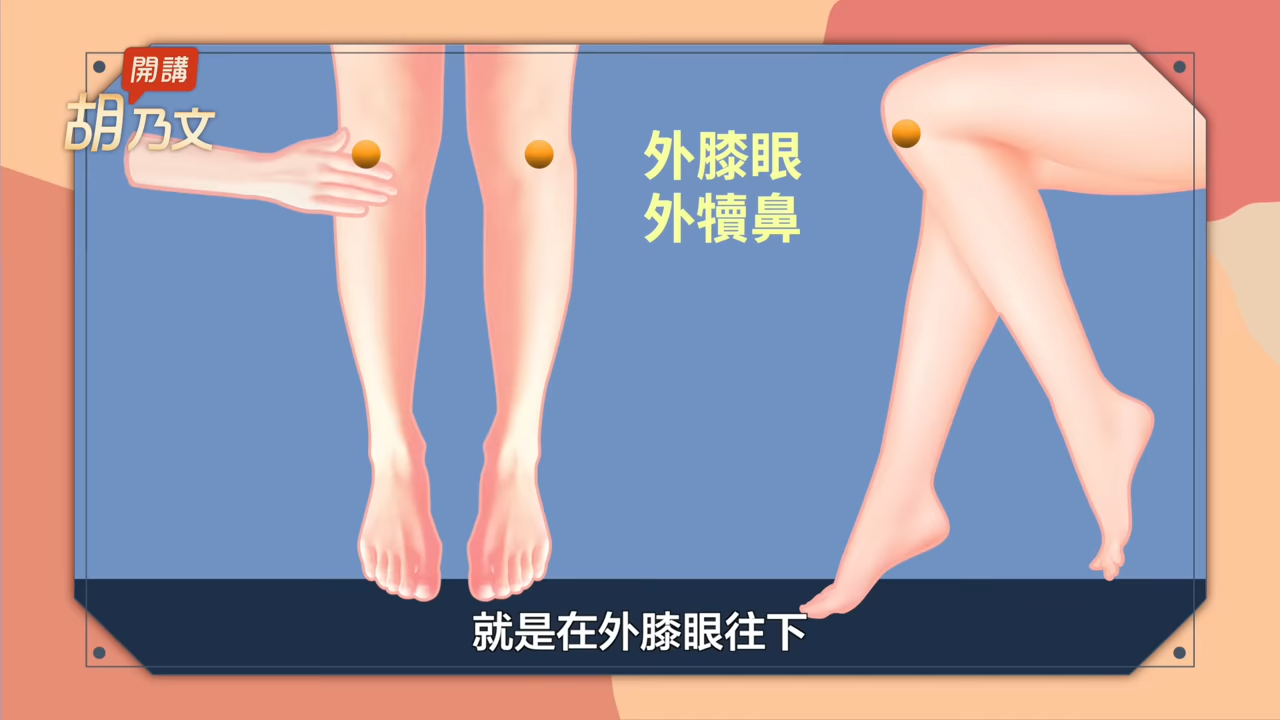 開講
胡乃文
外膝眼
外犢鼻
就是在外膝眼往下